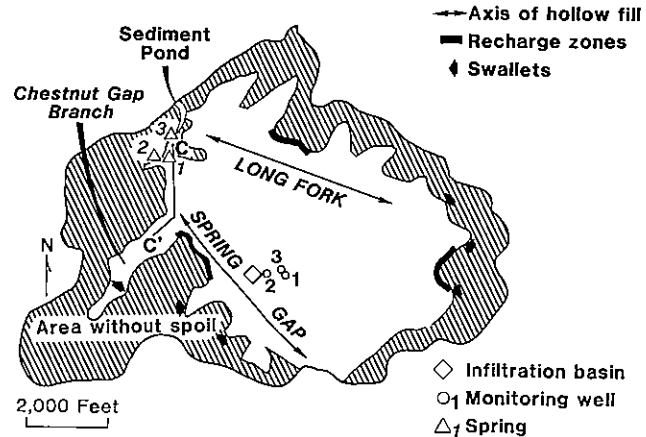 Axis of hollow fill
Recharge zones
Swallets
Sediment
Pond
Chestnut Gap
Branch
3
2
C
1
LONG FORK
SPRING GAP
C'
N
3
1
2
Area without spoil
2,000 Feet
Infiltration basin
1 Monitoring well
1 Spring